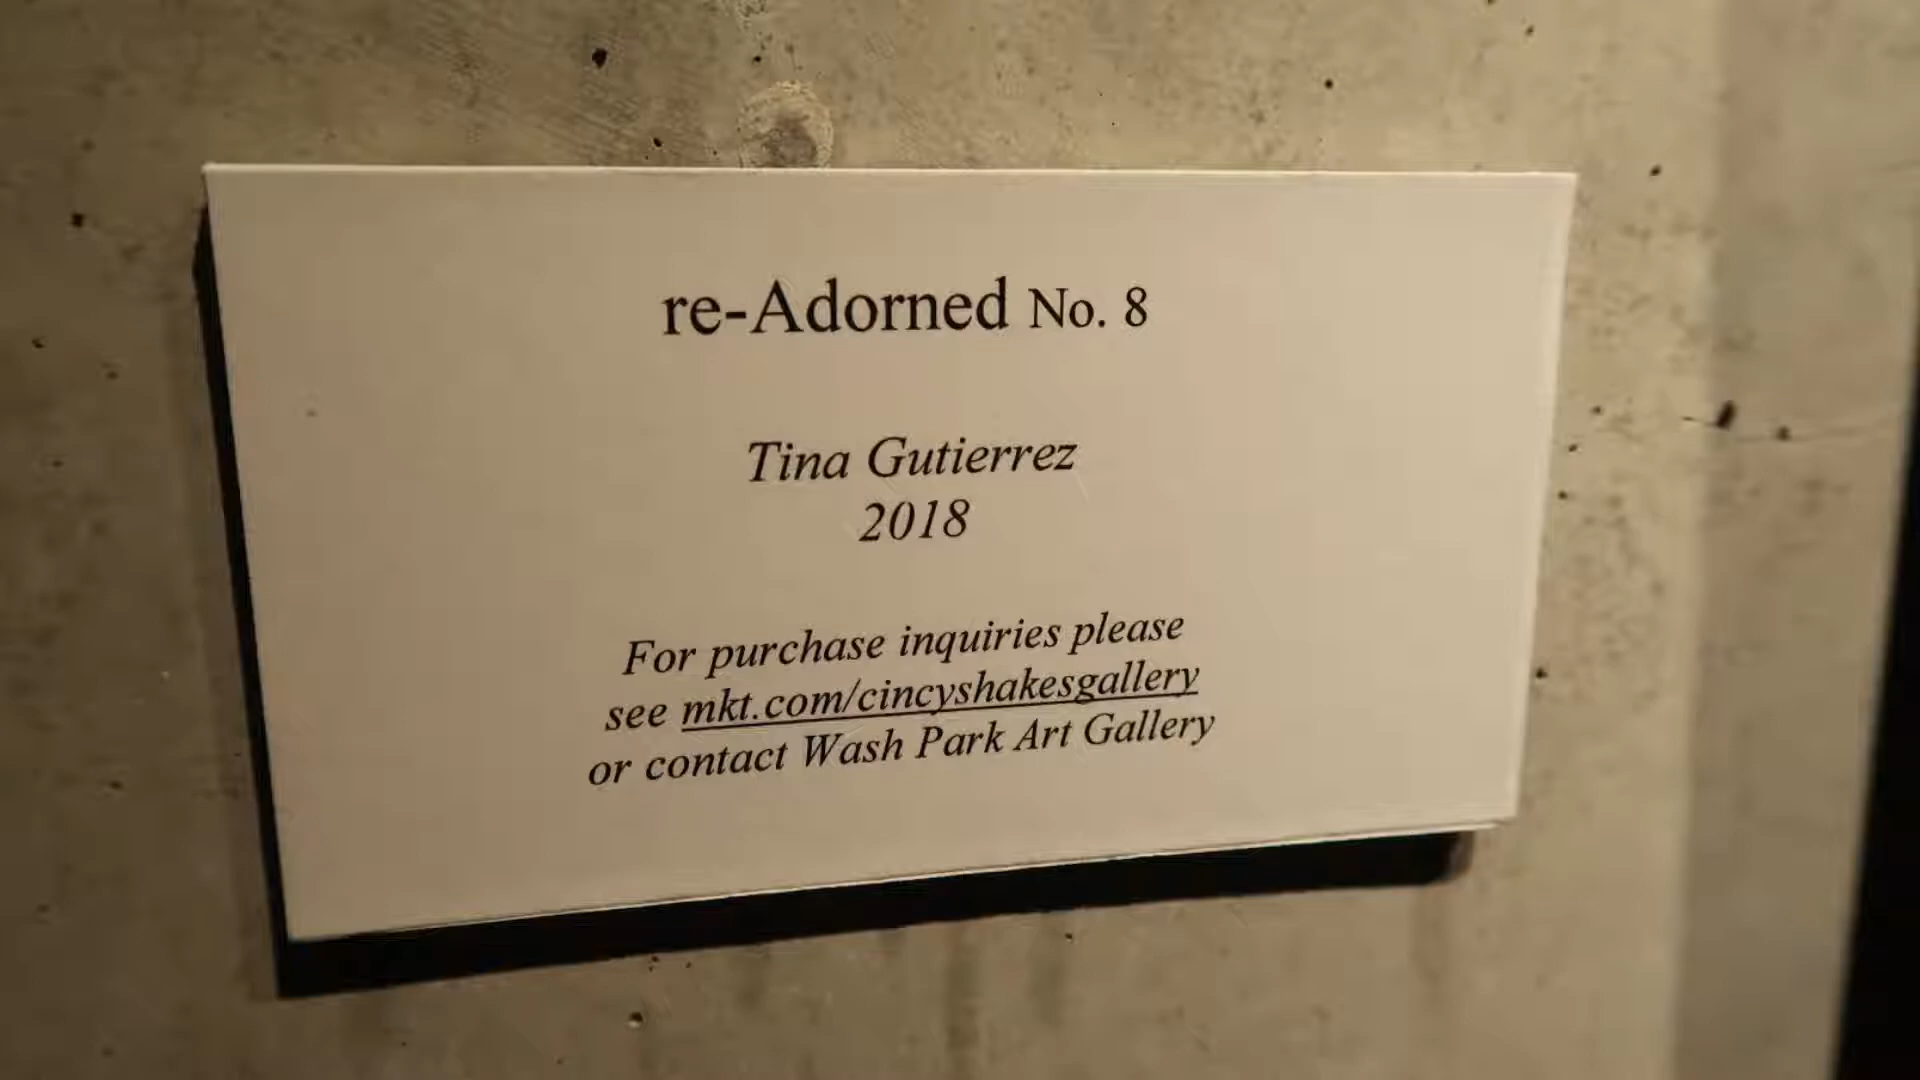 re-Adorned No. 8
Tina Gutierrez
2018
For purchase inquiries please
see mkt.com/cincyshakesgallery
or contact Wash Park Art Gallery